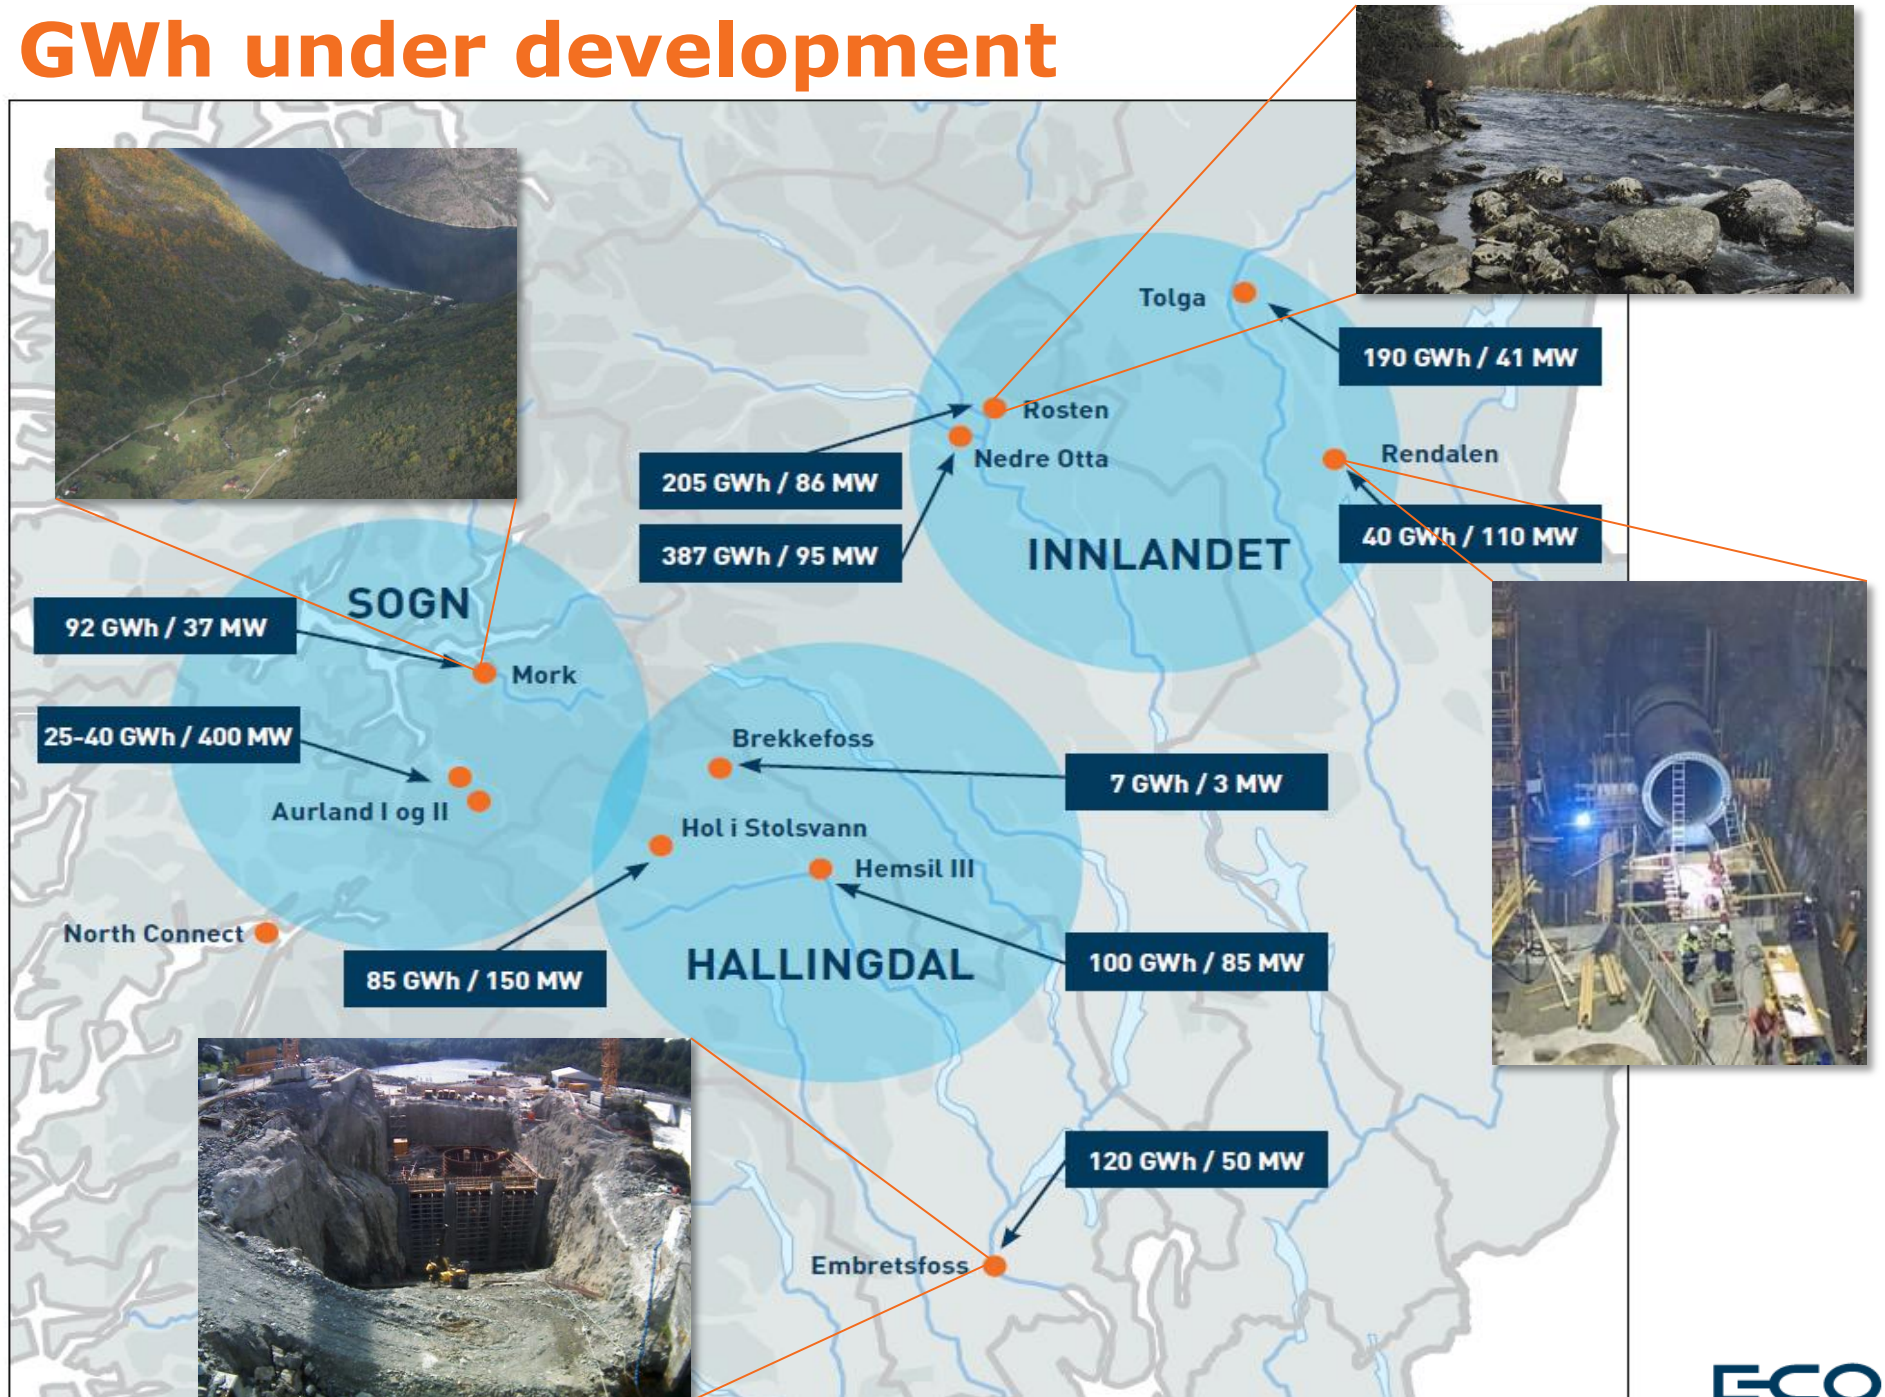 GWh under development
Tolga
190 GWh / 41 MW
Rosten
Nedre Otta
205 GWh / 86 MW
387 GWh / 95 MW
Rendalen
40 GWh / 110 MW
INNLANDET
SOGN
92 GWh / 37 MW
Mork
25-40 GWh / 400 MW
Aurland I og II
Brekkefoss
7 GWh / 3 MW
Hol i Stolsvann
Hemsil III
North Connect
85 GWh / 150 MW
HALLINGDAL
100 GWh / 85 MW
120 GWh / 50 MW
Embretsfoss
E-CO